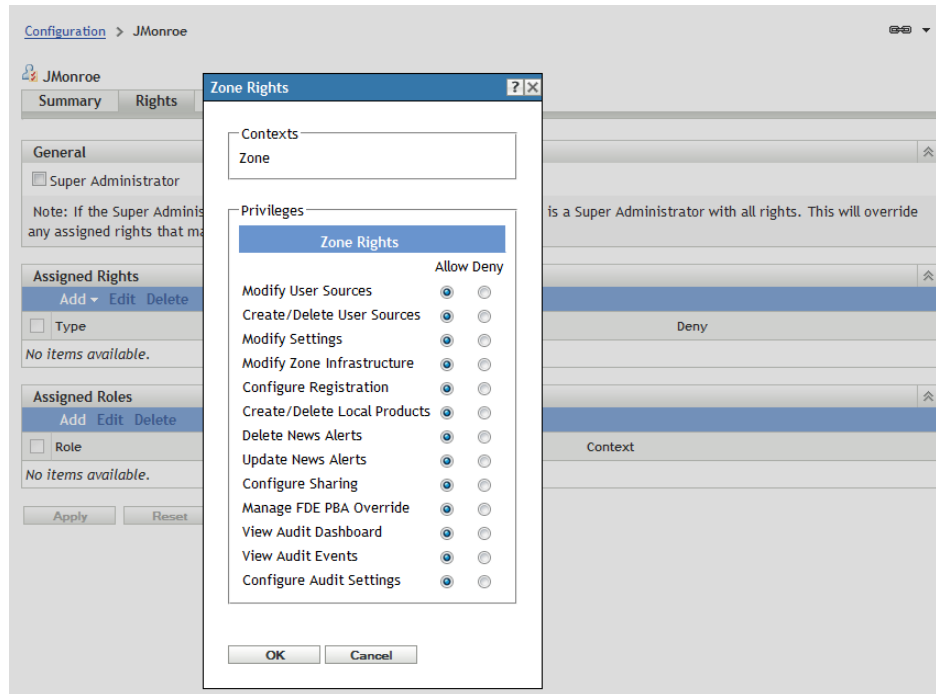 Configuration > JMonroe
JMonroe
Summary Rights
General
Super Administrator
Note: If the Super Adminis
is a Super Administrator with all rights. This will override
any assigned rights that ma
Assigned Rights
Add Edit Delete
Type Deny
No items available.
Assigned Roles
Add Edit Delete
Role Context
No items available.
Apply Reset
Zone Rights ?
Contexts
Zone
Privileges
Zone Rights
Allow Deny
Modify User Sources
Create/Delete User Sources
Modify Settings
Modify Zone Infrastructure
Configure Registration
Create/Delete Local Products
Delete News Alerts
Update News Alerts
Configure Sharing
Manage FDE PBA Override
View Audit Dashboard
View Audit Events
Configure Audit Settings
OK Cancel